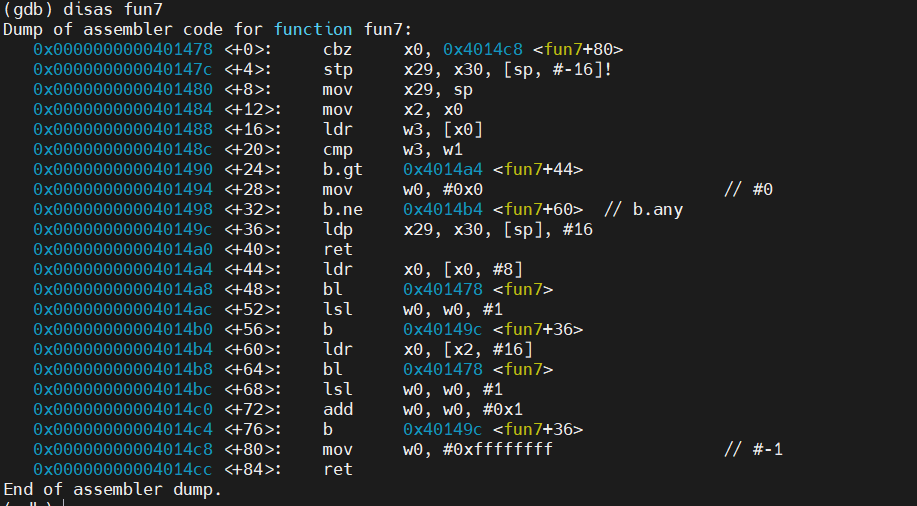 (gdb) disas fun7
Dump of assembler code for function fun7:
   0x0000000000401478 <+0>:     cbz     x0, 0x4014c8 <fun7+80>
   0x000000000040147c <+4>:     stp     x29, x30, [sp, #-16]!
   0x0000000000401480 <+8>:     mov     x29, sp
   0x0000000000401484 <+12>:    mov     x2, x0
   0x0000000000401488 <+16>:    ldr     w3, [x0]
   0x000000000040148c <+20>:    cmp     w3, w1
   0x0000000000401490 <+24>:    b.gt    0x4014a4 <fun7+44>
   0x0000000000401494 <+28>:    mov     w0, #0x0                        // #0
   0x0000000000401498 <+32>:    b.ne    0x4014b4 <fun7+60>  // b.any
   0x000000000040149c <+36>:    ldp     x29, x30, [sp], #16
   0x00000000004014a0 <+40>:    ret
   0x00000000004014a4 <+44>:    ldr     x0, [x0, #8]
   0x00000000004014a8 <+48>:    bl      0x401478 <fun7>
   0x00000000004014ac <+52>:    lsl     w0, w0, #1
   0x00000000004014b0 <+56>:    b       0x40149c <fun7+36>
   0x00000000004014b4 <+60>:    ldr     x0, [x2, #16]
   0x00000000004014b8 <+64>:    bl      0x401478 <fun7>
   0x00000000004014bc <+68>:    lsl     w0, w0, #1
   0x00000000004014c0 <+72>:    add     w0, w0, #0x1
   0x00000000004014c4 <+76>:    b       0x40149c <fun7+36>
   0x00000000004014c8 <+80>:    mov     w0, #0xffffffff                 // #-1
   0x00000000004014cc <+84>:    ret
End of assembler dump.